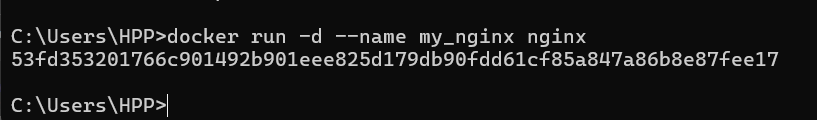 C:\Users\HPP>docker run -d --name my_nginx nginx
53fd353201766c901492b901eee825d179db90fdd61cf85a847a86b8e87fee17
C:\Users\HPP>